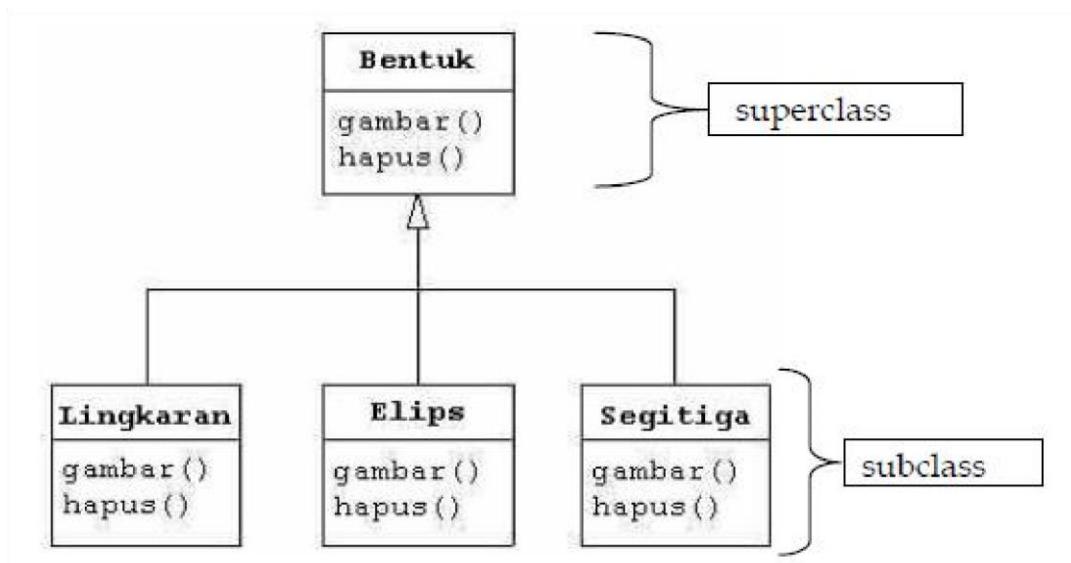 Bentuk
gambar()
hapus()
superclass
Lingkaran
gambar()
hapus()
Elips
gambar()
hapus()
Segitiga
gambar()
hapus()
subclass